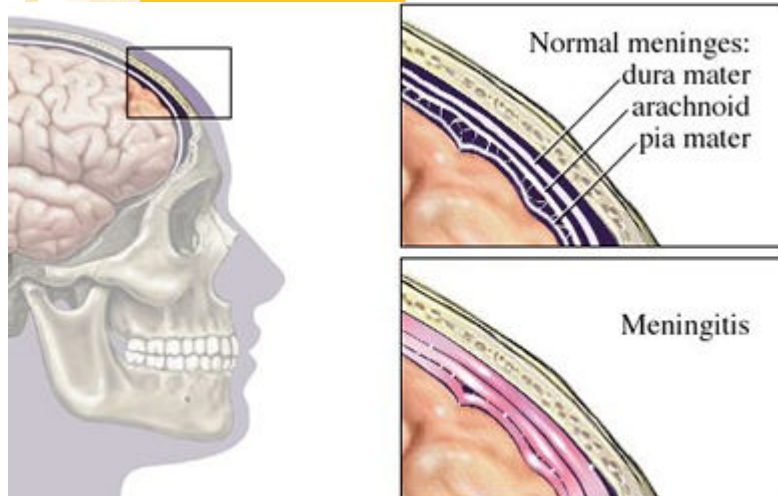 Normal meninges:
dura mater
arachnoid
pia mater
Meningitis